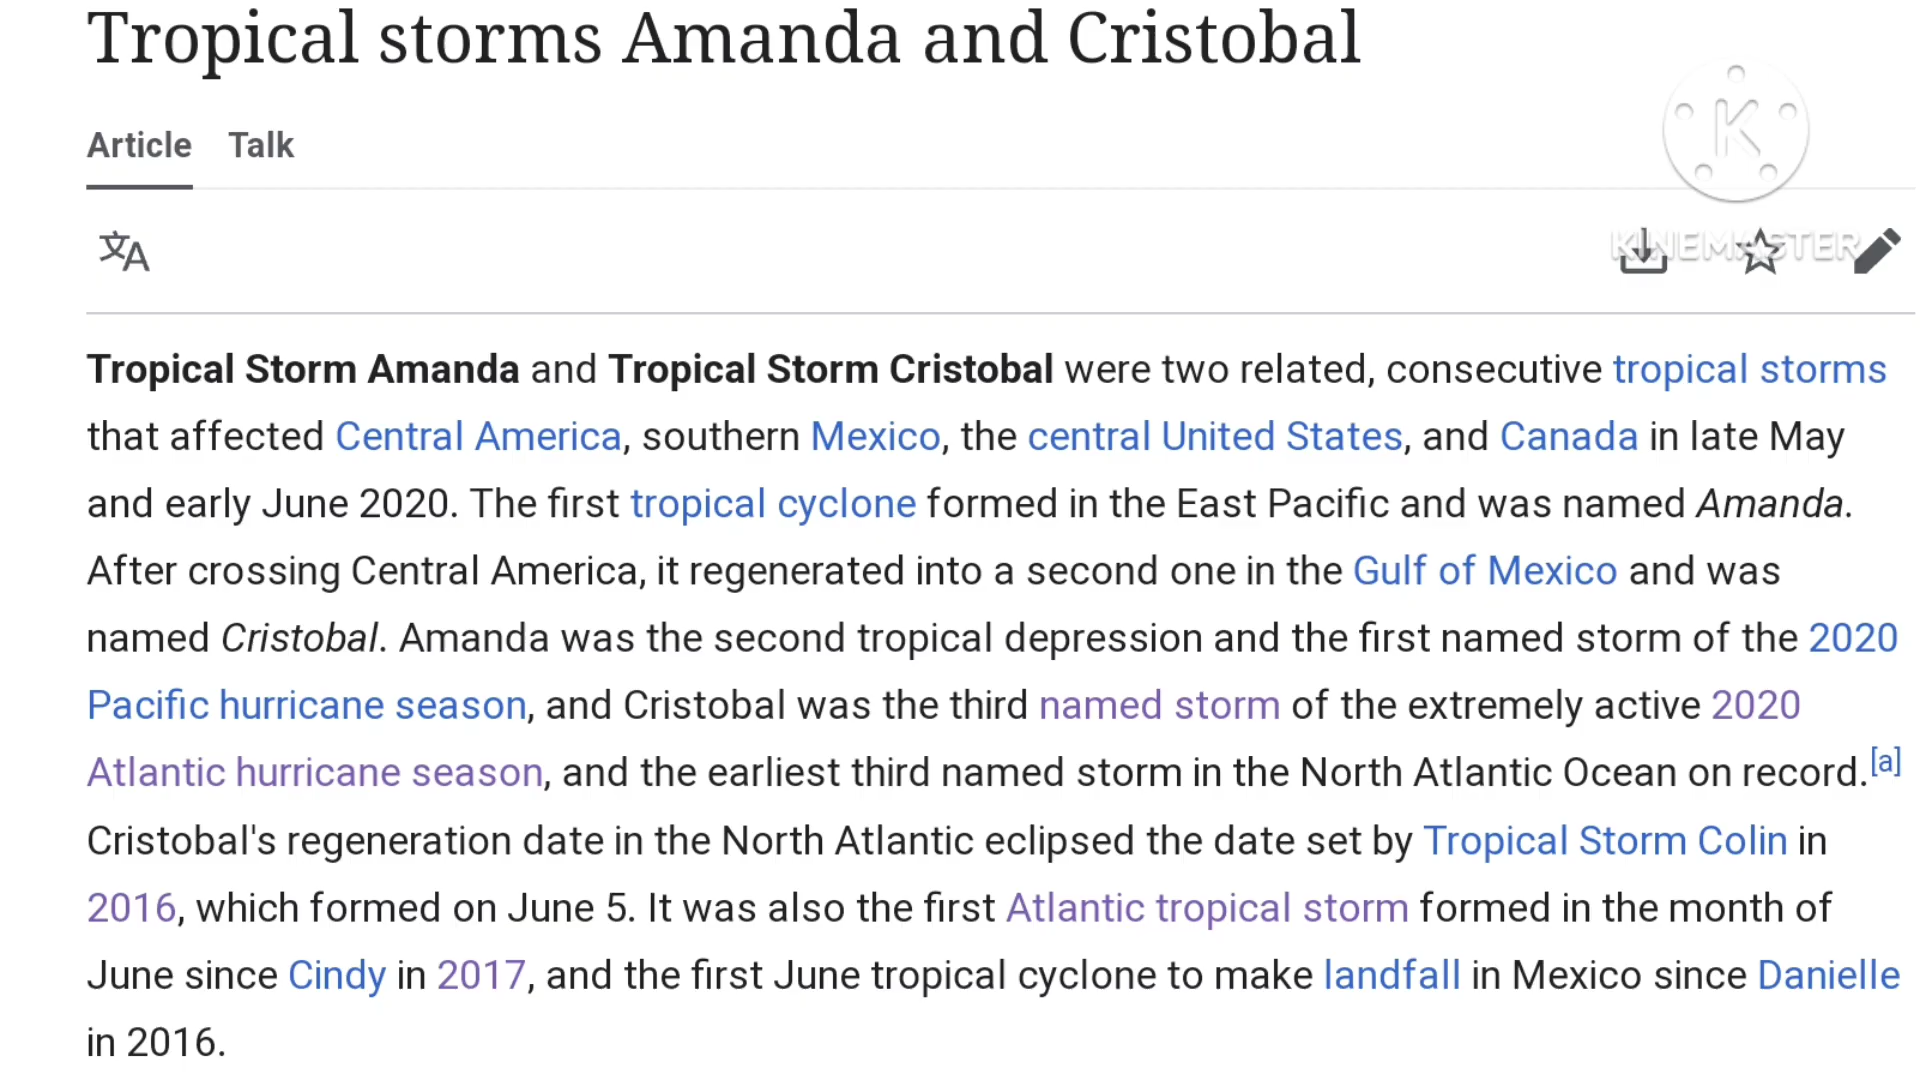 Tropical storms Amanda and Cristobal
Article Talk
文A
K
KINEMASTER
Tropical Storm Amanda and Tropical Storm Cristobal were two related, consecutive tropical storms
that affected Central America, southern Mexico, the central United States, and Canada in late May
and early June 2020. The first tropical cyclone formed in the East Pacific and was named Amanda.
After crossing Central America, it regenerated into a second one in the Gulf of Mexico and was
named Cristobal. Amanda was the second tropical depression and the first named storm of the 2020
Pacific hurricane season, and Cristobal was the third named storm of the extremely active 2020
Atlantic hurricane season, and the earliest third named storm in the North Atlantic Ocean on record.[a]
Cristobal's regeneration date in the North Atlantic eclipsed the date set by Tropical Storm Colin in
2016, which formed on June 5. It was also the first Atlantic tropical storm formed in the month of
June since Cindy in 2017, and the first June tropical cyclone to make landfall in Mexico since Danielle
in 2016.